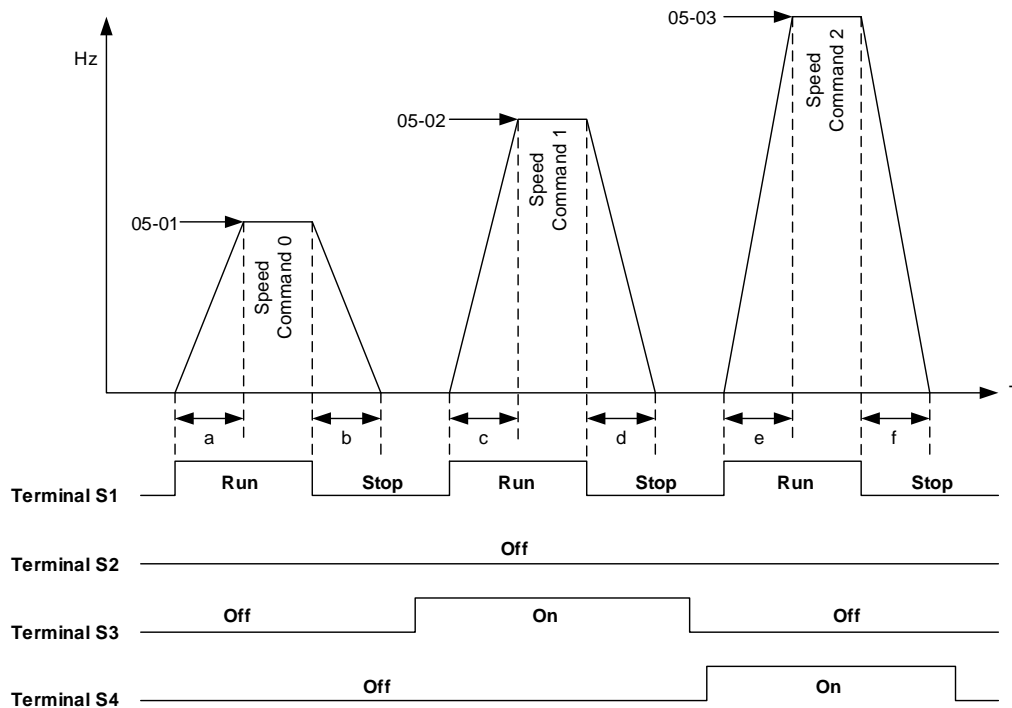 05-03
Hz
Speed
Command 2
05-02
Speed
Command 1
05-01
Speed
Command 0
a
b
c
d
e
f
Terminal S1
Run
Stop
Run
Stop
Run
Stop
Terminal S2
Off
Terminal S3
Off
On
Off
Terminal S4
Off
On